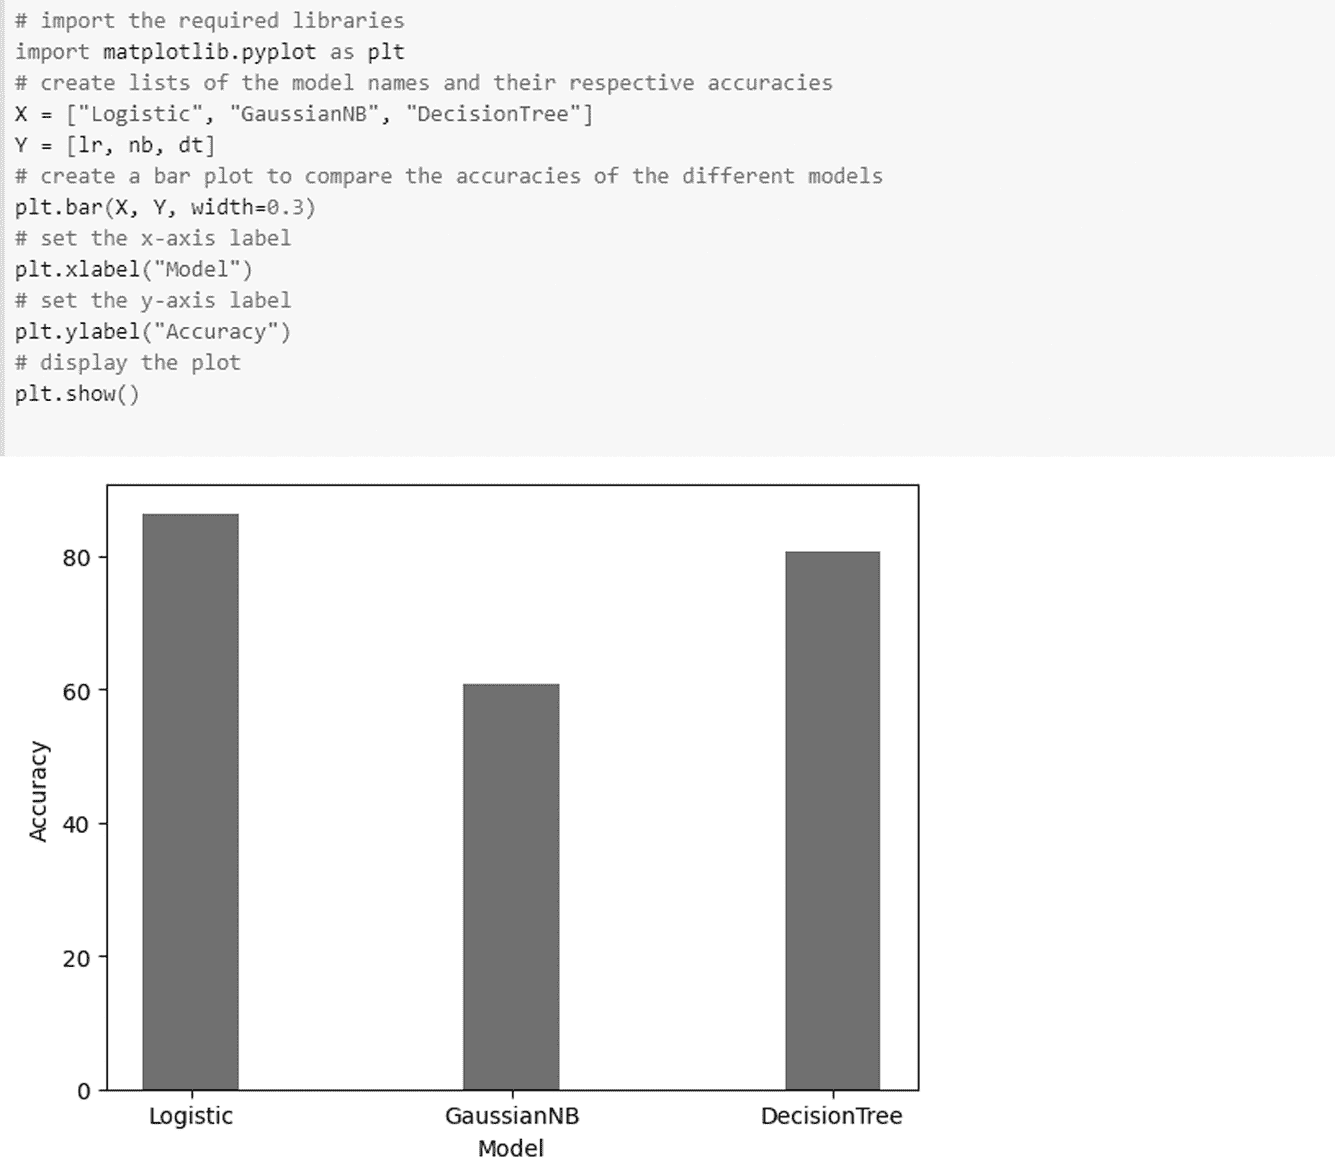 # import the required libraries
import matplotlib.pyplot as plt
# create lists of the model names and their respective accuracies
X = ["Logistic", "GaussianNB", "DecisionTree"]
Y = [lr, nb, dt]
# create a bar plot to compare the accuracies of the different models
plt.bar(X, Y, width=0.3)
# set the x-axis label
plt.xlabel("Model")
# set the y-axis label
plt.ylabel("Accuracy")
# display the plot
plt.show()
80
60
40
20
0
Accuracy
Logistic GaussianNB DecisionTree
Model